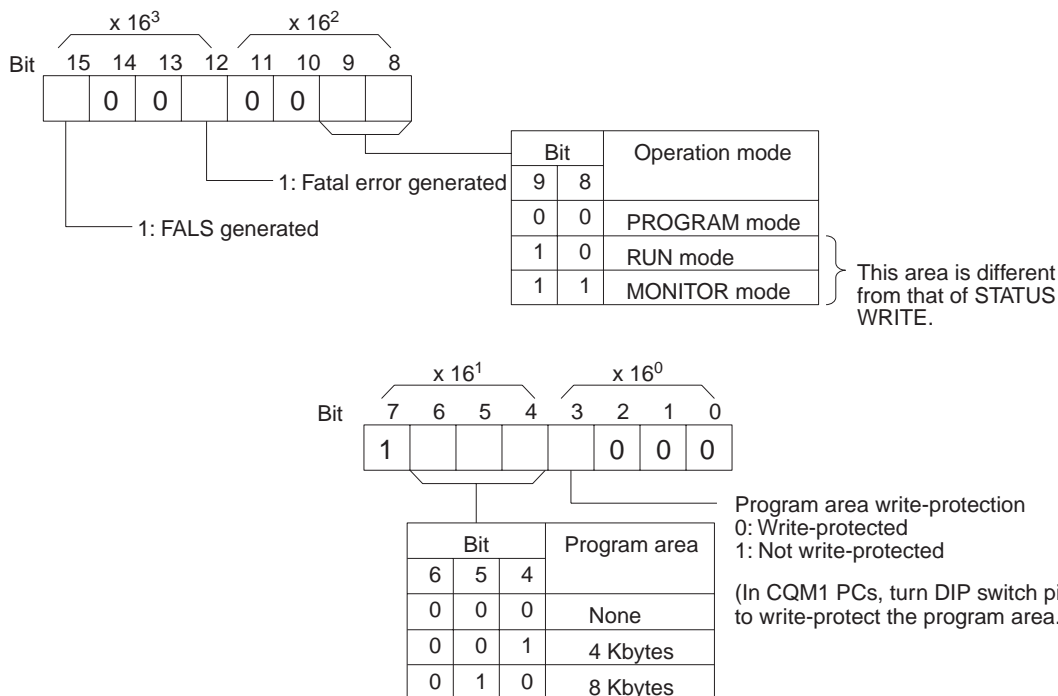 x 16³ x 16²
Bit 15 14 13 12 11 10 9 8
0 0 0 0
Bit Operation mode
9 8
0 0 PROGRAM mode
1 0 RUN mode
1 1 MONITOR mode
1: Fatal error generated
1: FALS generated
This area is different
from that of STATUS
WRITE.
x 16¹ x 16⁰
Bit 7 6 5 4 3 2 1 0
1 0 0 0
Program area write-protection
0: Write-protected
1: Not write-protected
(In CQM1 PCs, turn DIP switch pi
to write-protect the program area.
Bit Program area
6 5 4
0 0 0 None
0 0 1 4 Kbytes
0 1 0 8 Kbytes